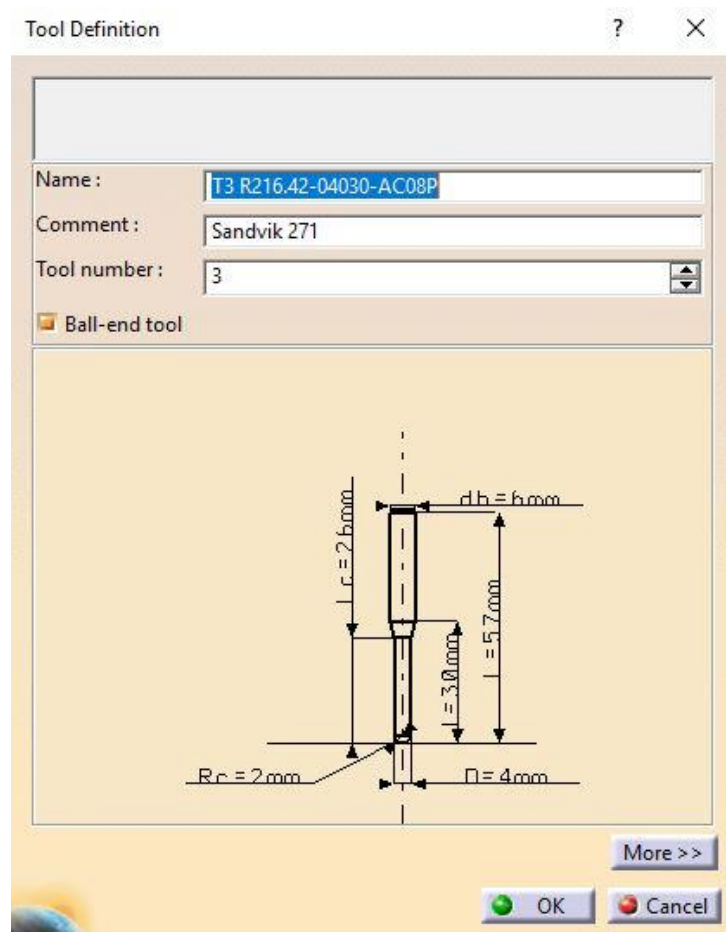 Tool Definition ? ×
Name : T3 R216.42-04030-AC08P
Comment : Sandvik 271
Tool number : 3
Ball-end tool
db=6mm
Lc=26mm
L=57mm
l=30mm
Rc=2mm
D=4mm
More >>
OK Cancel